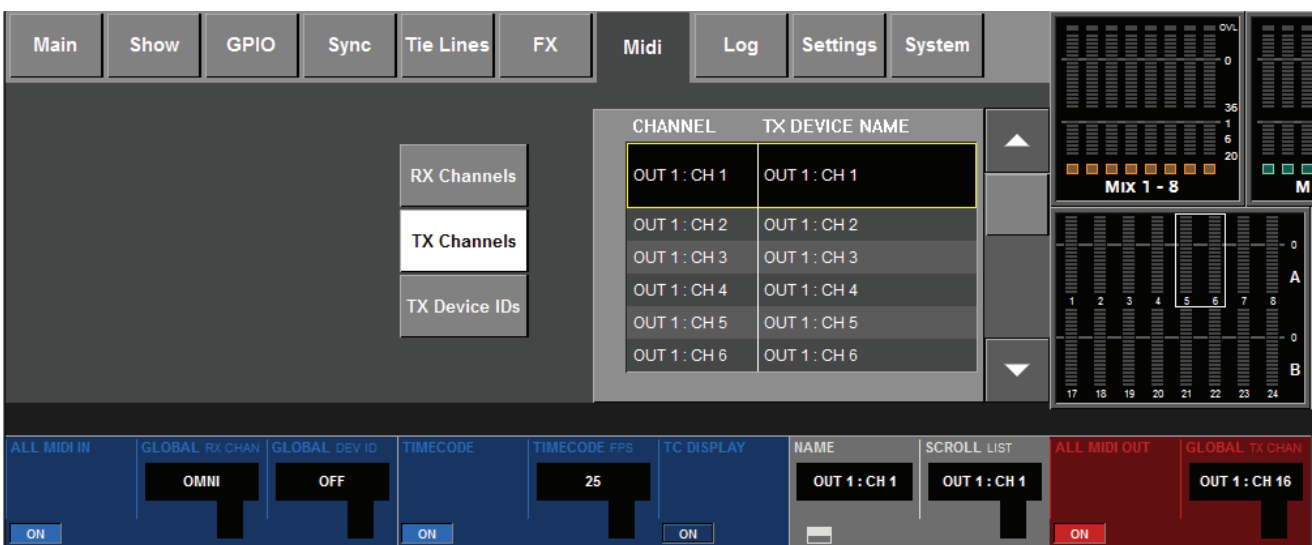 Main Show GPIO Sync Tie Lines FX Midi Log Settings System
CHANNEL TX DEVICE NAME
RX Channels
TX Channels
TX Device IDs
OUT 1 : CH 1 OUT 1 : CH 1
OUT 1 : CH 2 OUT 1 : CH 2
OUT 1 : CH 3 OUT 1 : CH 3
OUT 1 : CH 4 OUT 1 : CH 4
OUT 1 : CH 5 OUT 1 : CH 5
OUT 1 : CH 6 OUT 1 : CH 6
OVL
0
36
1
6
20
MIX 1 - 8
M
0
A
1 2 3 4 5 6 7 8
0
B
17 18 19 20 21 22 23 24
ALL MIDI IN GLOBAL RX CHAN GLOBAL DEV ID TIMECODE TIMECODE FPS TC DISPLAY NAME SCROLL LIST ALL MIDI OUT GLOBAL TX CHAN
OMNI OFF 25 OUT 1 : CH 1 OUT 1 : CH 1 OUT 1 : CH 16
ON ON ON ON